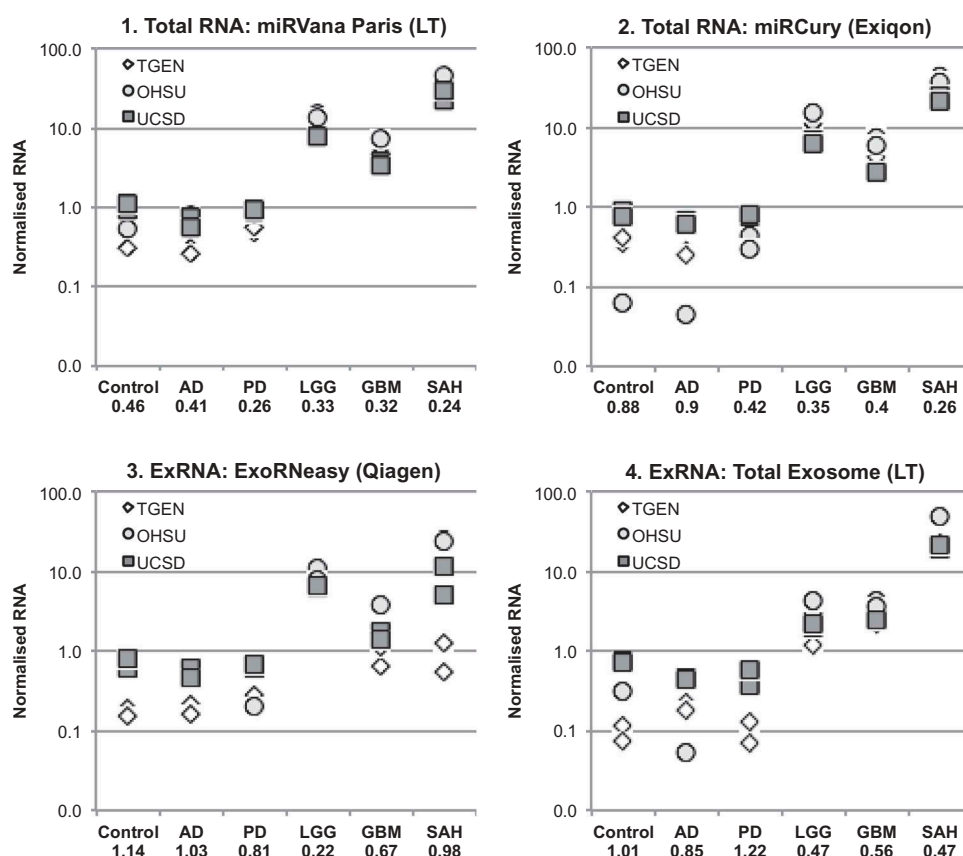 1. Total RNA: miRVana Paris (LT)
100.0
10.0
1.0
0.1
0.0
Normalised RNA
TGEN
OHSU
UCSD
Control AD PD LGG GBM SAH
0.46 0.41 0.26 0.33 0.32 0.24
2. Total RNA: miRCury (Exiqon)
100.0
10.0
1.0
0.1
0.0
Normalised RNA
TGEN
OHSU
UCSD
Control AD PD LGG GBM SAH
0.88 0.9 0.42 0.35 0.4 0.26
3. ExRNA: ExoRNeasy (Qiagen)
100.0
10.0
1.0
0.1
0.0
Normalised RNA
TGEN
OHSU
UCSD
Control AD PD LGG GBM SAH
1.14 1.03 0.81 0.22 0.67 0.98
4. ExRNA: Total Exosome (LT)
100.0
10.0
1.0
0.1
0.0
Normalised RNA
TGEN
OHSU
UCSD
Control AD PD LGG GBM SAH
1.01 0.85 1.22 0.47 0.56 0.47